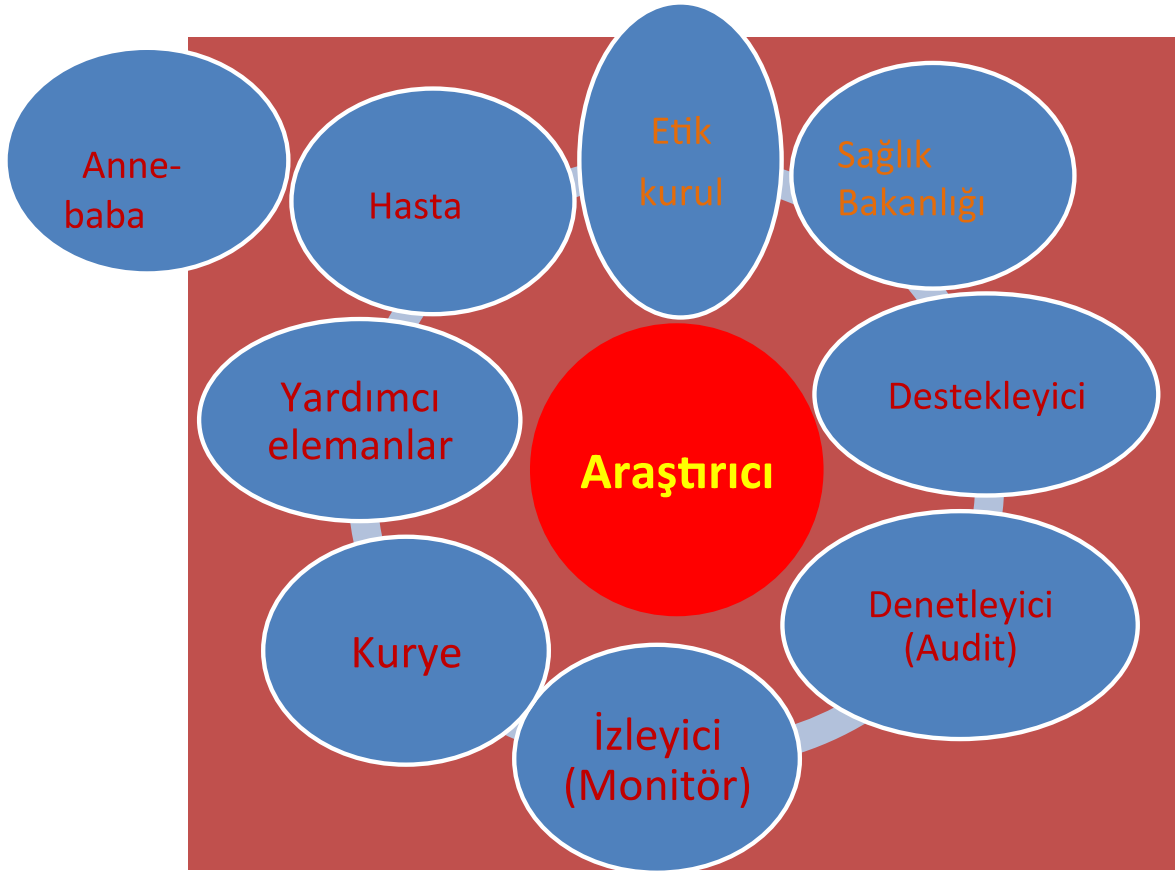 Anne-
baba
Hasta
Etik
kurul
Sağlık
Bakanlığı
Yardımcı
elemanlar
Araştırıcı
Destekleyici
Kurye
İzleyici
(Monitör)
Denetleyici
(Audit)